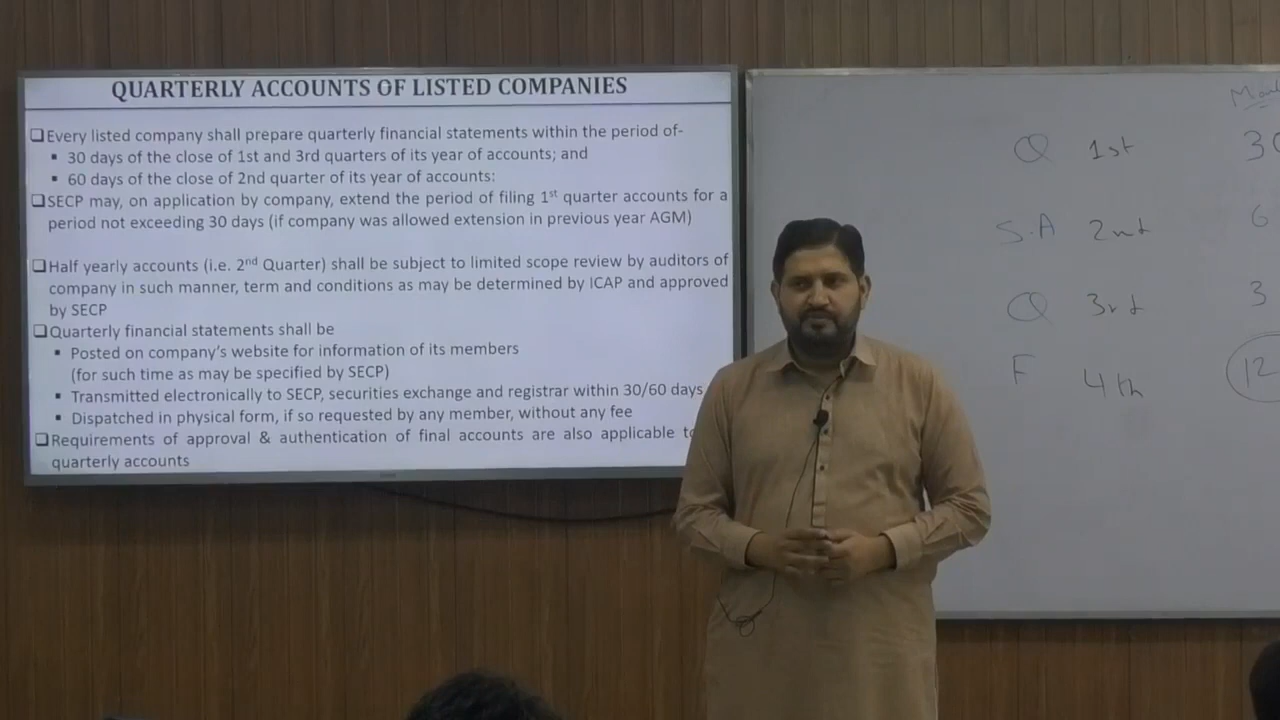 QUARTERLY ACCOUNTS OF LISTED COMPANIES
❑Every listed company shall prepare quarterly financial statements within the period of-
▪ 30 days of the close of 1st and 3rd quarters of its year of accounts; and
▪ 60 days of the close of 2nd quarter of its year of accounts:
❑SECP may, on application by company, extend the period of filing 1st quarter accounts for a
period not exceeding 30 days (if company was allowed extension in previous year AGM)
❑Half yearly accounts (i.e. 2nd Quarter) shall be subject to limited scope review by auditors of
company in such manner, term and conditions as may be determined by ICAP and approved
by SECP
❑Quarterly financial statements shall be
▪ Posted on company's website for information of its members
(for such time as may be specified by SECP)
▪ Transmitted electronically to SECP, securities exchange and registrar within 30/60 days
▪ Dispatched in physical form, if so requested by any member, without any fee
❑Requirements of approval & authentication of final accounts are also applicable
quarterly accounts
Q 1st 30
S.A 2nd 6
Q 3rd 3
F 4th 12